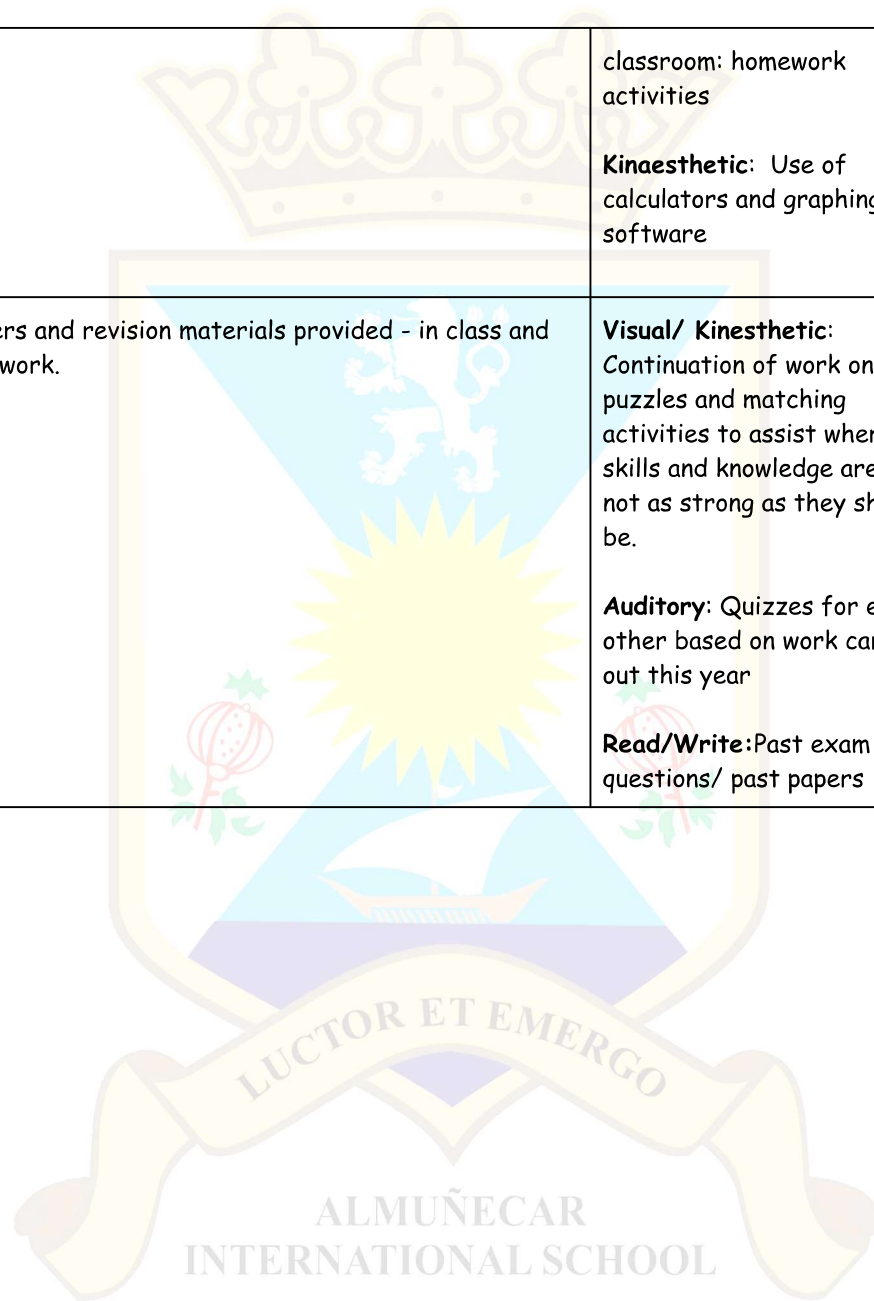 classroom: homework
activities
Kinaesthetic:  Use of
calculators and graphing
software
ers and revision materials provided - in class and
work.
Visual/ Kinesthetic:
Continuation of work on
puzzles and matching
activities to assist when
skills and knowledge are
not as strong as they sh
be.
Auditory: Quizzes for e
other based on work car
out this year
Read/Write:Past exam
questions/ past papers
LUCTOR ET EMERGO
ALMUÑECAR
INTERNATIONAL SCHOOL